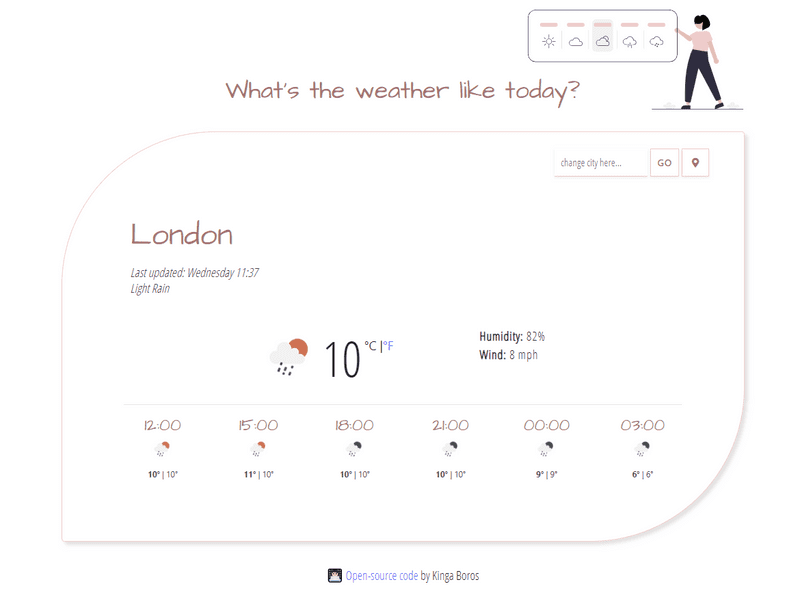 What's the weather like today?
change city here...
GO
London
Last updated: Wednesday 11:37
Light Rain
10 °C |°F
Humidity: 82%
Wind: 8 mph
12:00 15:00 18:00 21:00 00:00 03:00
10° | 10° 11° | 10° 10° | 10° 10° | 10° 9° | 9° 6° | 6°
Open-source code by Kinga Boros